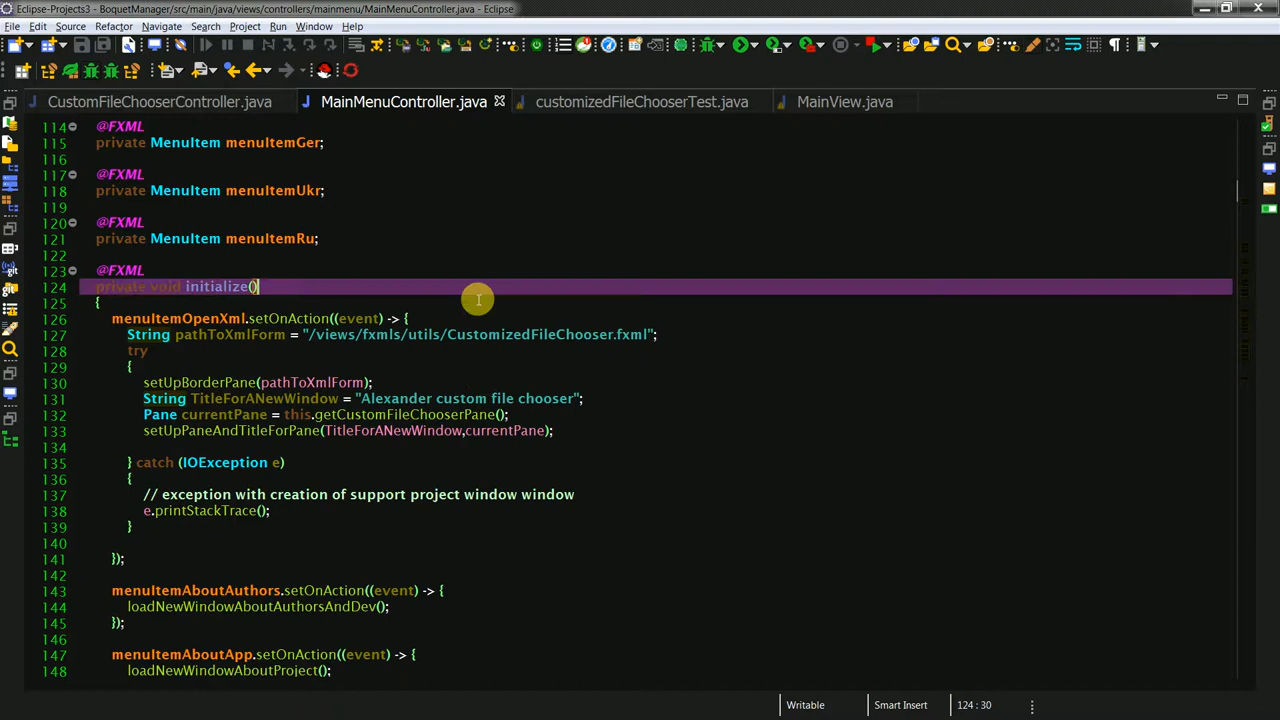 Eclipse-Projects3 - BoquetManager/src/main/java/views/controllers/mainmenu/MainMenuController.java - Eclipse
File Edit Source Refactor Navigate Search Project Run Window Help
CustomFileChooserController.java MainMenuController.java customizedFileChooserTest.java MainView.java
114 @FXML
115 private MenuItem menuItemGer;
116
117 @FXML
118 private MenuItem menuItemUkr;
119
120 @FXML
121 private MenuItem menuItemRu;
122
123 @FXML
124 private void initialize()
125 {
126 menuItemOpenXml.setOnAction((event) -> {
127 String pathToXmlForm = "/views/fxmls/utils/CustomizedFileChooser.fxml";
128 try
129 {
130 setUpBorderPane(pathToXmlForm);
131 String TitleForANewWindow = "Alexander custom file chooser";
132 Pane currentPane = this.getCustomFileChooserPane();
133 setUpPaneAndTitleForPane(TitleForANewWindow,currentPane);
134
135 } catch (IOException e)
136 {
137 // exception with creation of support project window window
138 e.printStackTrace();
139 }
140
141 });
142
143 menuItemAboutAuthors.setOnAction((event) -> {
144 loadNewWindowAboutAuthorsAndDev();
145 });
146
147 menuItemAboutApp.setOnAction((event) -> {
148 loadNewWindowAboutProject();
Writable Smart Insert 124 : 30